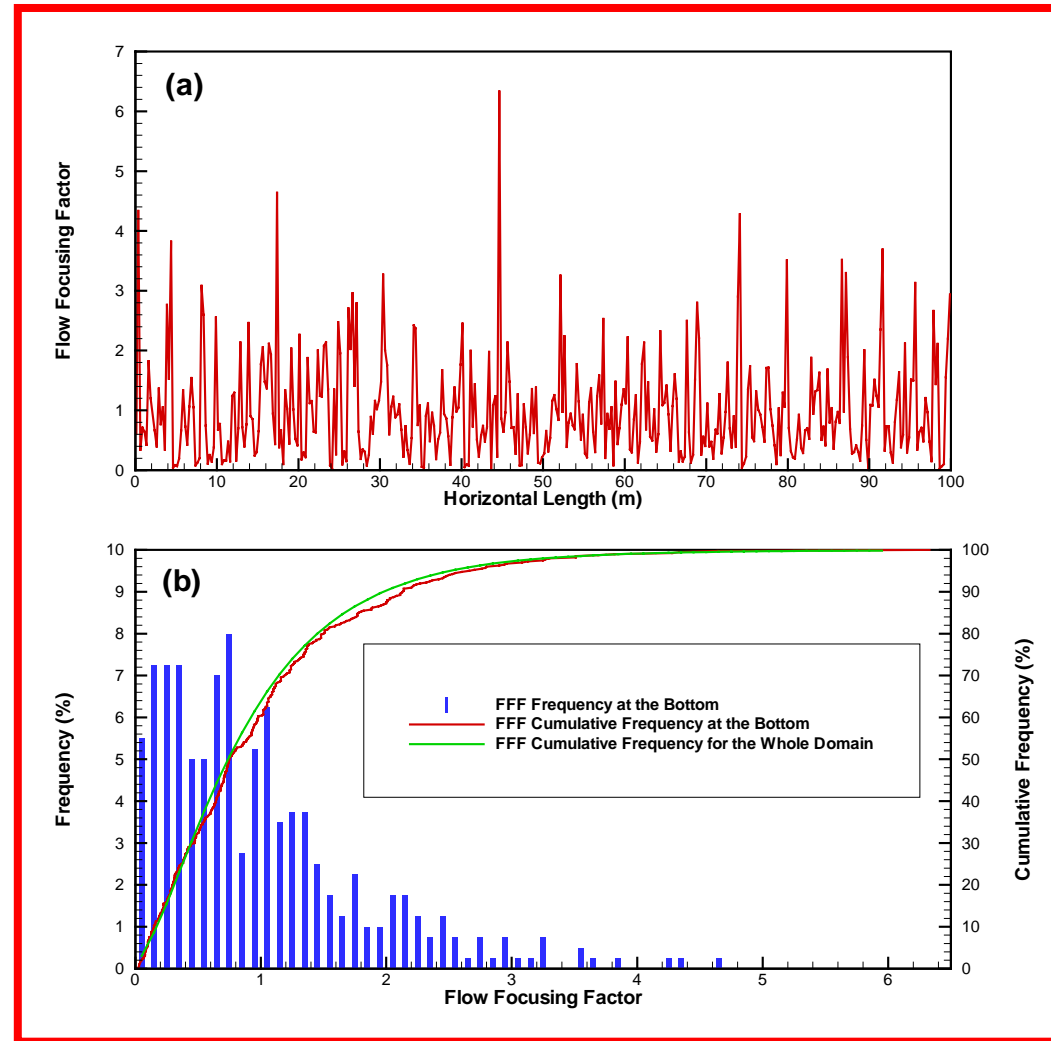 (a)
Flow Focusing Factor
7
6
5
4
3
2
1
0
0 10 20 30 40 50 60 70 80 90 100
Horizontal Length (m)
(b)
Frequency (%)
10
9
8
7
6
5
4
3
2
1
0
FFF Frequency at the Bottom
FFF Cumulative Frequency at the Bottom
FFF Cumulative Frequency for the Whole Domain
100
90
80
70
60
50
40
30
20
10
0
Cumulative Frequency (%)
0 1 2 3 4 5 6
Flow Focusing Factor